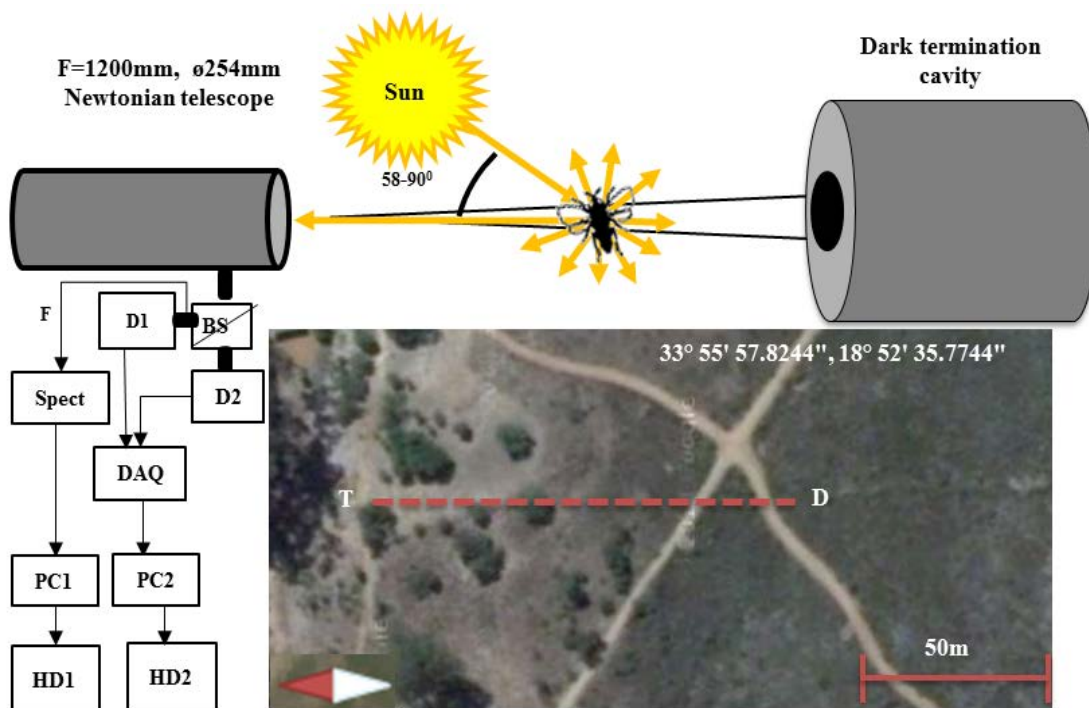 F=1200mm, ø254mm
Newtonian telescope
Sun
Dark termination
cavity
58-90⁰
F
D1
BS
Spect
D2
DAQ
PC1
PC2
HD1
HD2
33° 55' 57.8244", 18° 52' 35.7744"
T
D
50m